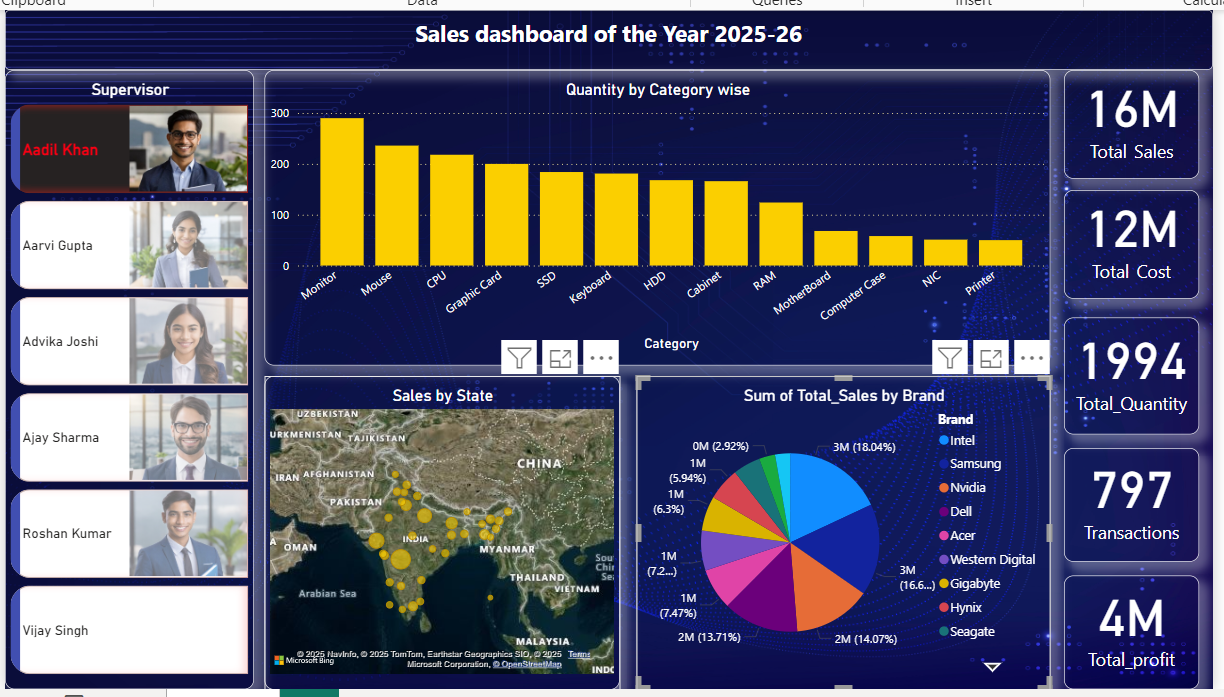 Clipboard
Data
Queries
Insert
Sales dashboard of the Year 2025-26
Supervisor
Aadil Khan
Aarvi Gupta
Advika Joshi
Ajay Sharma
Roshan Kumar
Vijay Singh
Quantity by Category wise
300
200
100
0
Monitor
Mouse
CPU
Graphic Card
SSD
Keyboard
HDD
Cabinet
RAM
MotherBoard
Computer Case
NIC
Printer
Category
Sales by State
UZBEKISTAN
URKMENISTAN
TAJIKISTAN
CHINA
IRAN
AFGHANISTAN
PAKISTAN
OMAN
INDIA
MYANMAR
THAILAND
VIETNAM
Arabian Sea
Sou
Chi
Se
MALAYSIA
INDO
Microsoft Bing
© 2025 NavInfo, © 2025 TomTom, Earthstar Geographics SIO, © 2025
Microsoft Corporation, © OpenStreetMap
Terms
Sum of Total_Sales by Brand
3M (18.04%)
3M
(16.6...)
2M (14.07%)
2M (13.71%)
1M
(7.47%)
1M
(7.2...)
1M
(6.3%)
1M
(5.94%)
0M (2.92%)
Brand
Intel
Samsung
Nvidia
Dell
Acer
Western Digital
Gigabyte
Hynix
Seagate
16M
Total Sales
12M
Total Cost
1994
Total_Quantity
797
Transactions
4M
Total_profit